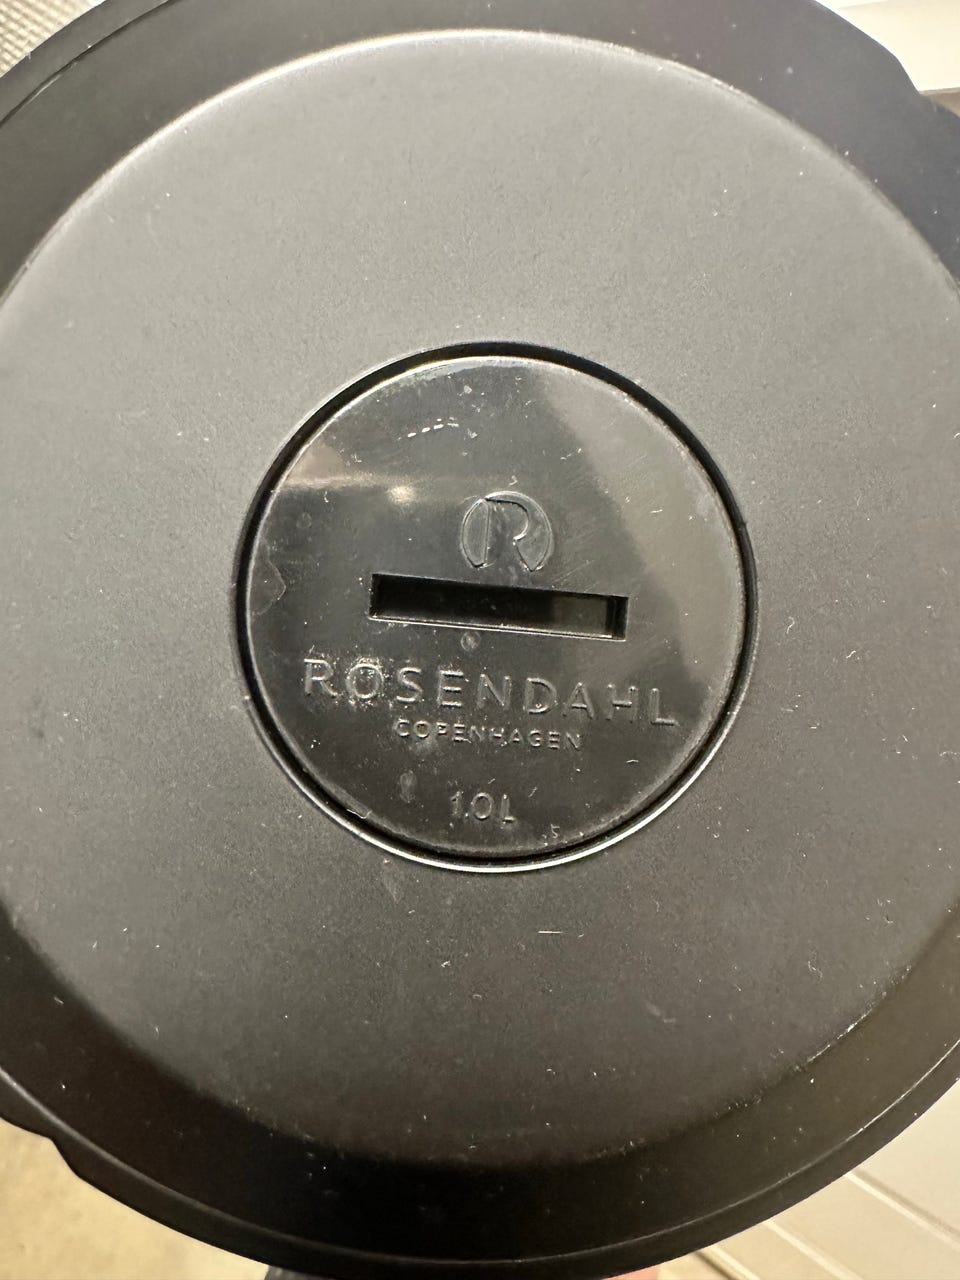 R
ROSENDAHL
COPENHAGEN
1.0L